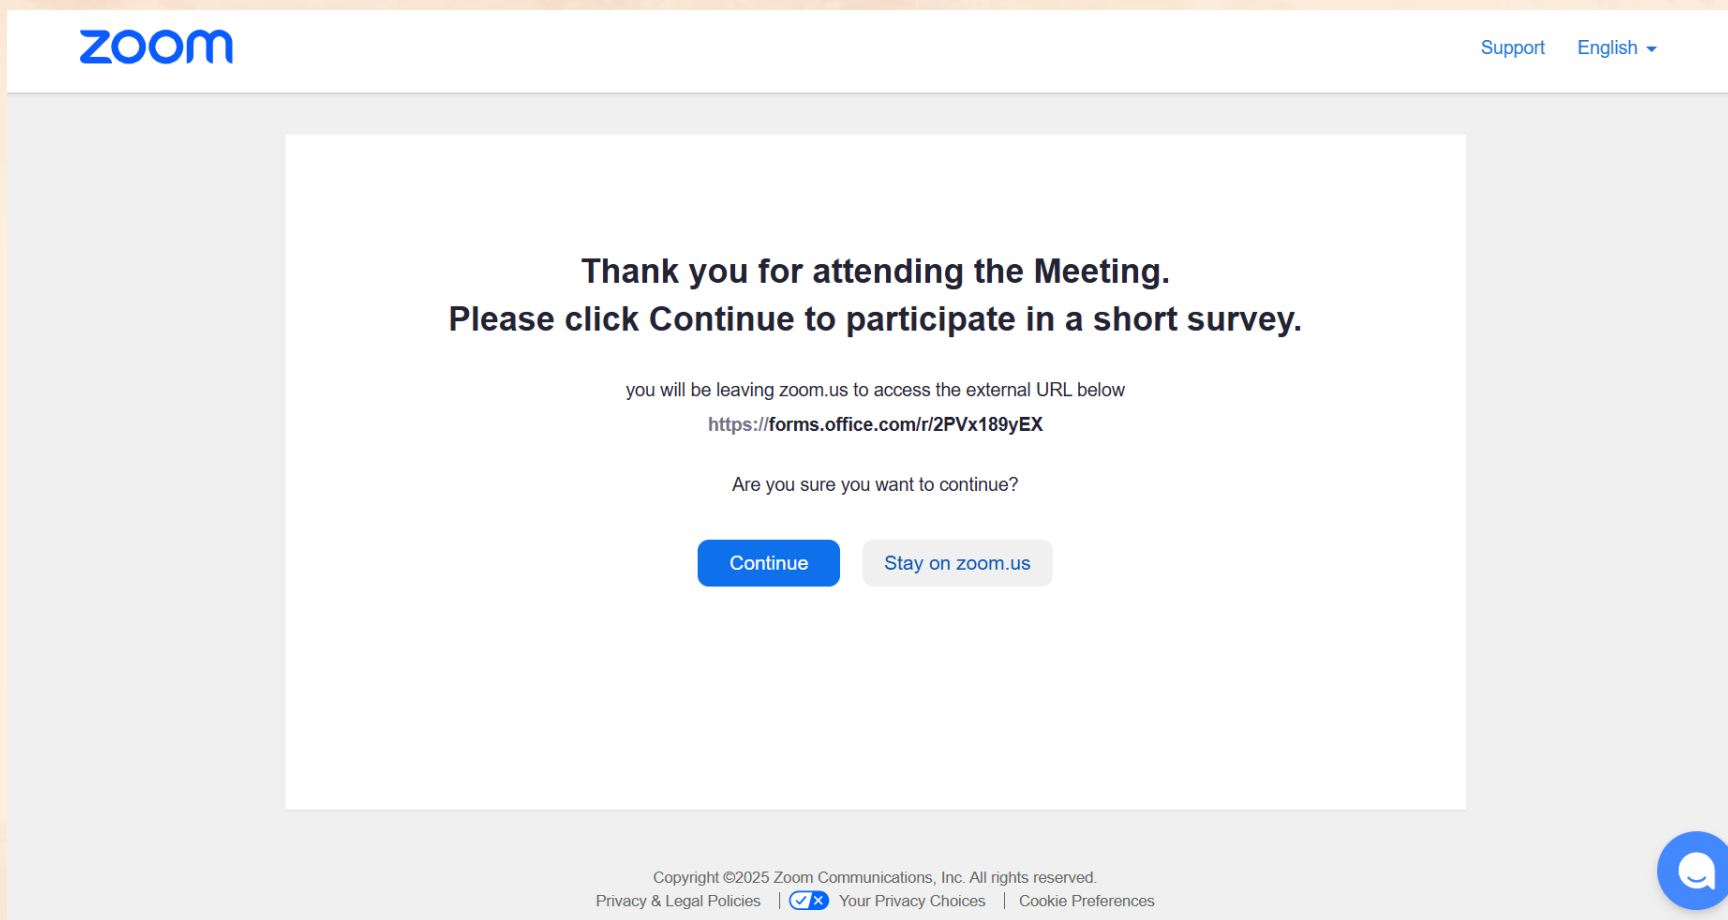 zoom
Support English
Thank you for attending the Meeting.
Please click Continue to participate in a short survey.
you will be leaving zoom.us to access the external URL below
https://forms.office.com/r/2PVx189yEX
Are you sure you want to continue?
Continue Stay on zoom.us
Copyright ©2025 Zoom Communications, Inc. All rights reserved.
Privacy & Legal Policies | Your Privacy Choices | Cookie Preferences